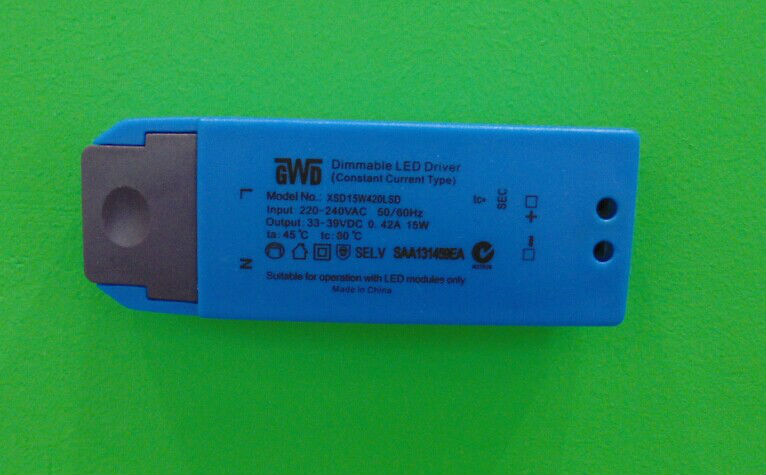 GWD
Dimmable LED Driver
(Constant Current Type)
Model No.: XSD15W420LSD
Input: 220-240VAC 50/60Hz
Output: 33-39VDC 0.42A 15W
ta: 45℃ tc: 80℃
SELV SAA131459EA
Suitable for operation with LED modules only
Made in China
L
N
tc
SEC
+
-